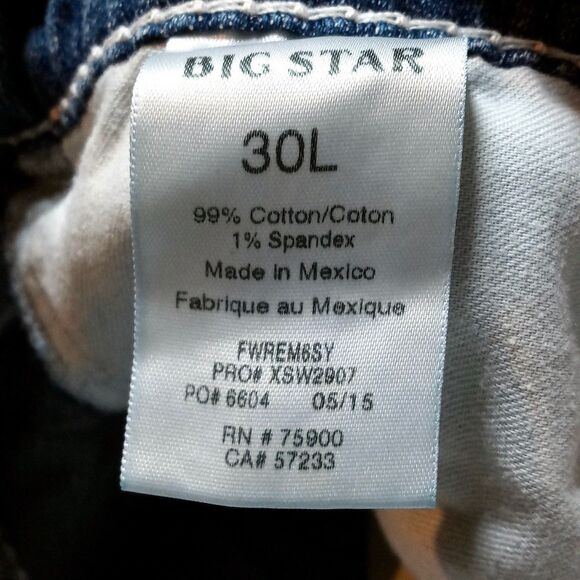 BIG STAR
30L
99% Cotton/Coton
1% Spandex
Made in Mexico
Fabrique au Mexique
FWREM6SY
PRO# XSW2907
PO# 6604 05/15
RN # 75900
CA# 57233